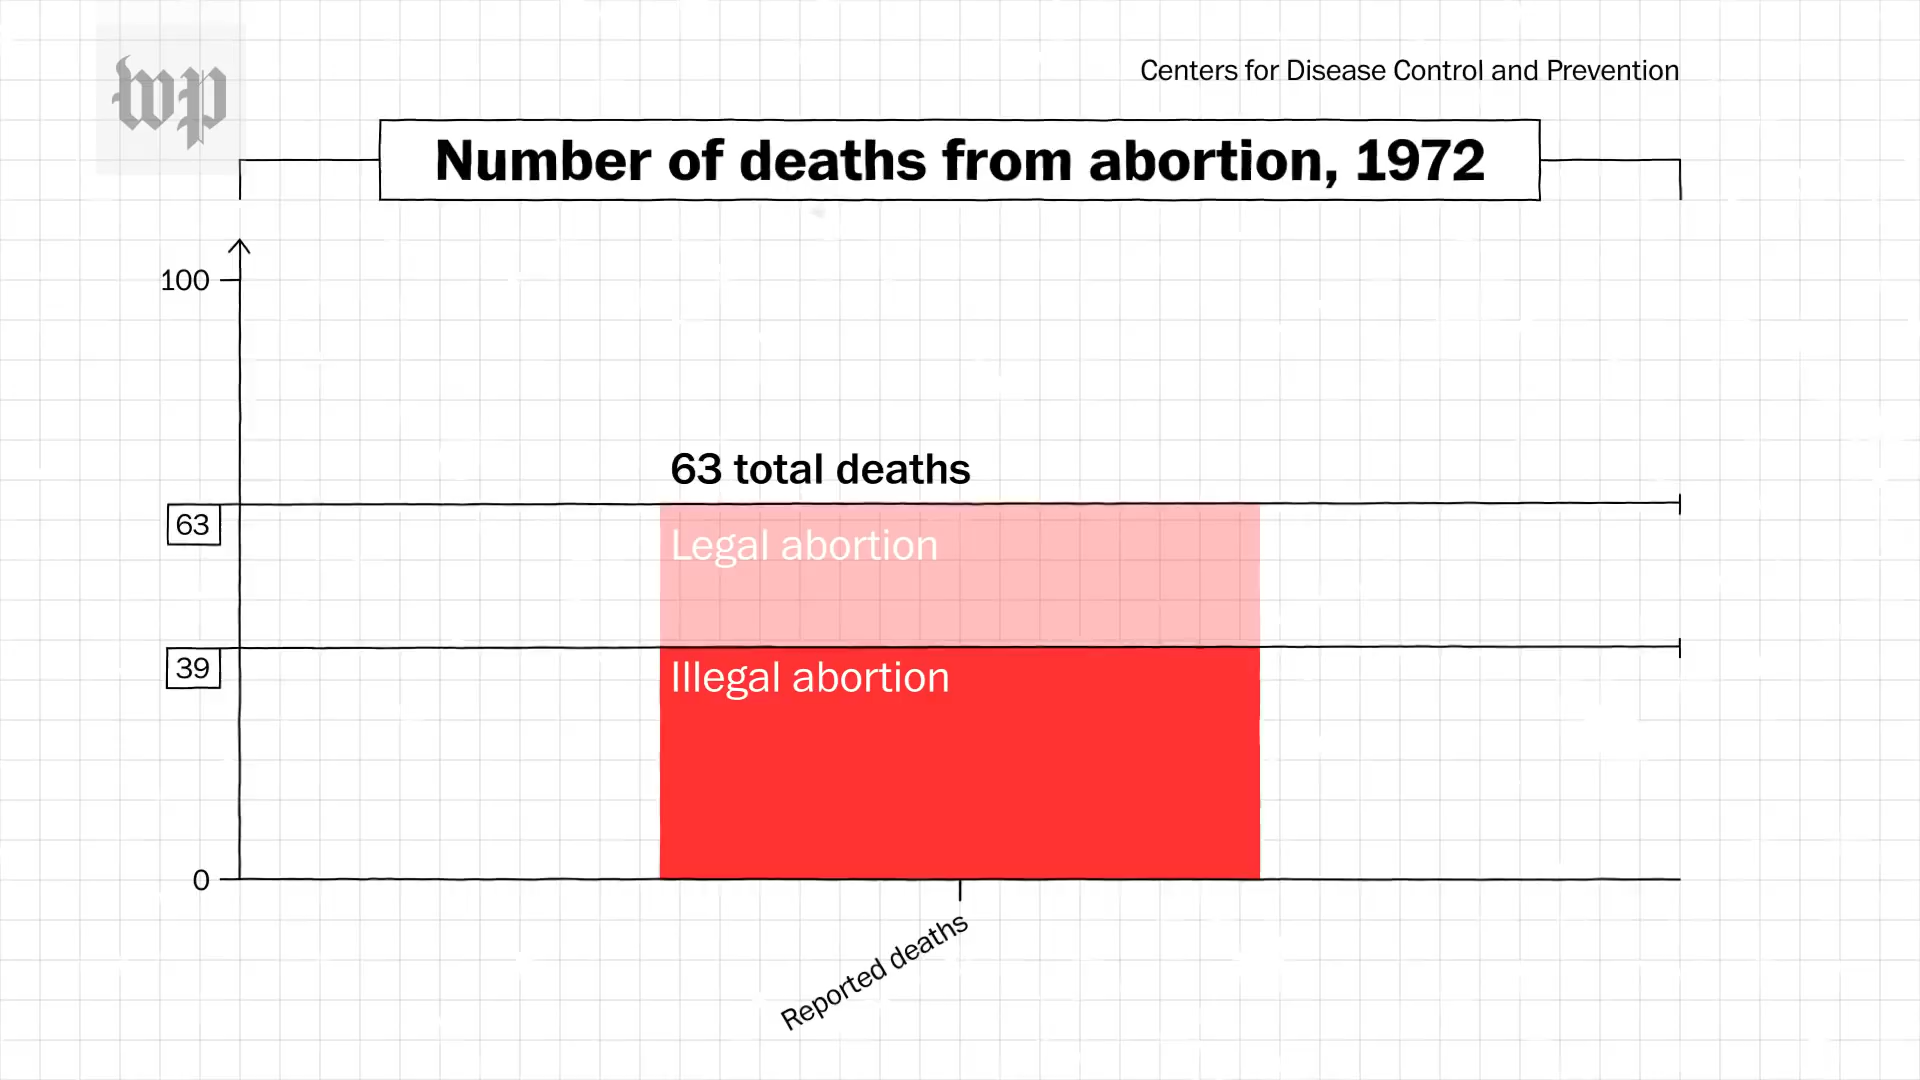 wp
Centers for Disease Control and Prevention
Number of deaths from abortion, 1972
100
63 total deaths
63
Legal abortion
39
Illegal abortion
0
Reported deaths